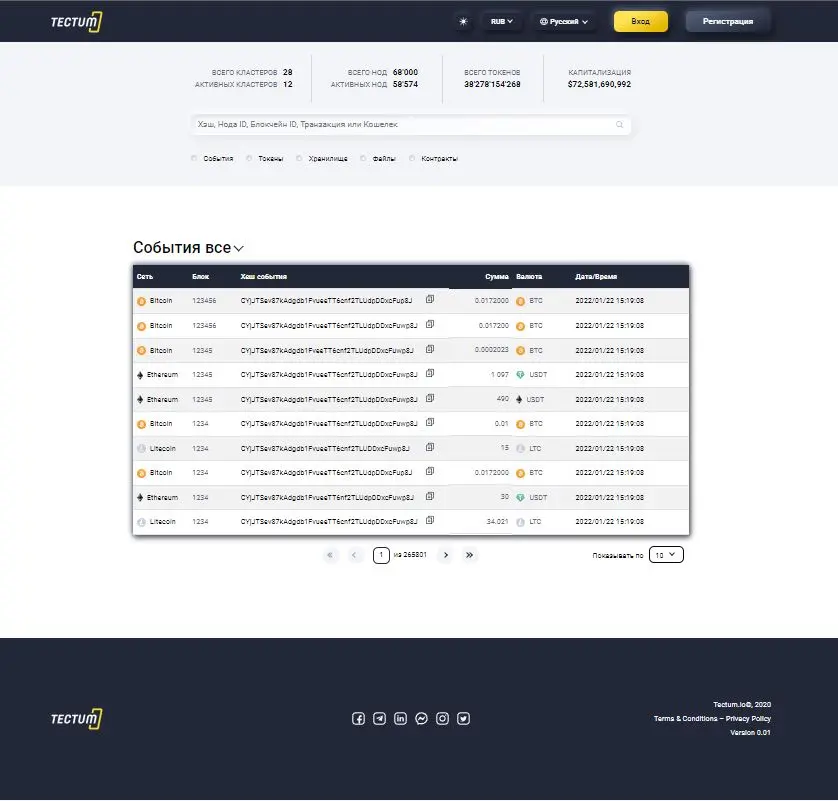 TECTUM RUB Русский Вход Регистрация
ВСЕГО КЛАСТЕРОВ 28 ВСЕГО НОД 68'000 ВСЕГО ТОКЕНОВ КАПИТАЛИЗАЦИЯ
АКТИВНЫХ КЛАСТЕРОВ 12 АКТИВНЫХ НОД 58'574 38'278'154'268 $72,581,690,992
Хэш, Нода ID, Блокчейн ID, Транзакция или Кошелек
События Токены Хранилище Файлы Контракты
События все
Сеть Блок Хеш события Сумма Валюта Дата/Время
Bitcoin 123456 CYjJTSev87kAdgdb1FvueeTT6cnf2TLUdpDDxcFup8J 0.0172000 BTC 2022/01/22 15:19:08
Bitcoin 123456 CYjJTSev87kAdgdb1FvueeTT6cnf2TLUdpDDxcFuwp8J 0.017200 BTC 2022/01/22 15:19:08
Bitcoin 12345 CYjJTSev87kAdgdb1FveeTT6cnf2TLUdpDDxcFuwp8J 0.0002023 BTC 2022/01/22 15:19:08
Ethereum 12345 CYjJTSev87kAdgdb1FvueeTT6cnf2TLUdpDDxcFuwp8J 1 097 USDT 2022/01/22 15:19:08
Ethereum 12345 CYjJTSev87kAdgdb1FvueeTT6cnf2TLUdpDDxcFuwp8J 490 USDT 2022/01/22 15:19:08
Bitcoin 1234 CYjJTSev87kAdgdb1FvueeTT6cnf2TLUdpDDxcFuwp8J 0.01 BTC 2022/01/22 15:19:08
Litecoin 1234 CYjJTSev87kAdgdb1FvueeTT6cnf2TLUDDxcFuwp8J 15 LTC 2022/01/22 15:19:08
Bitcoin 1234 CYjJTSev87kAdgdb1FvueeTT6cnf2TLUdpDDxcFup8J 0.0172000 BTC 2022/01/22 15:19:08
Ethereum 1234 CYjJTSev87kAdgdb1FvueeTT6nf2TLUdpDDxcFuwp8J 30 USDT 2022/01/22 15:19:08
Litecoin 1234 CYjJTSev87kAdgdb1FvueeTT6cnf2TLUdpDDxcFuwp8J 34.021 LTC 2022/01/22 15:19:08
« ‹ 1 из 265801 › » Показывать по 10
Tectum.io©, 2020
TECTUM Terms & Conditions – Privacy Policy
Version 0.01